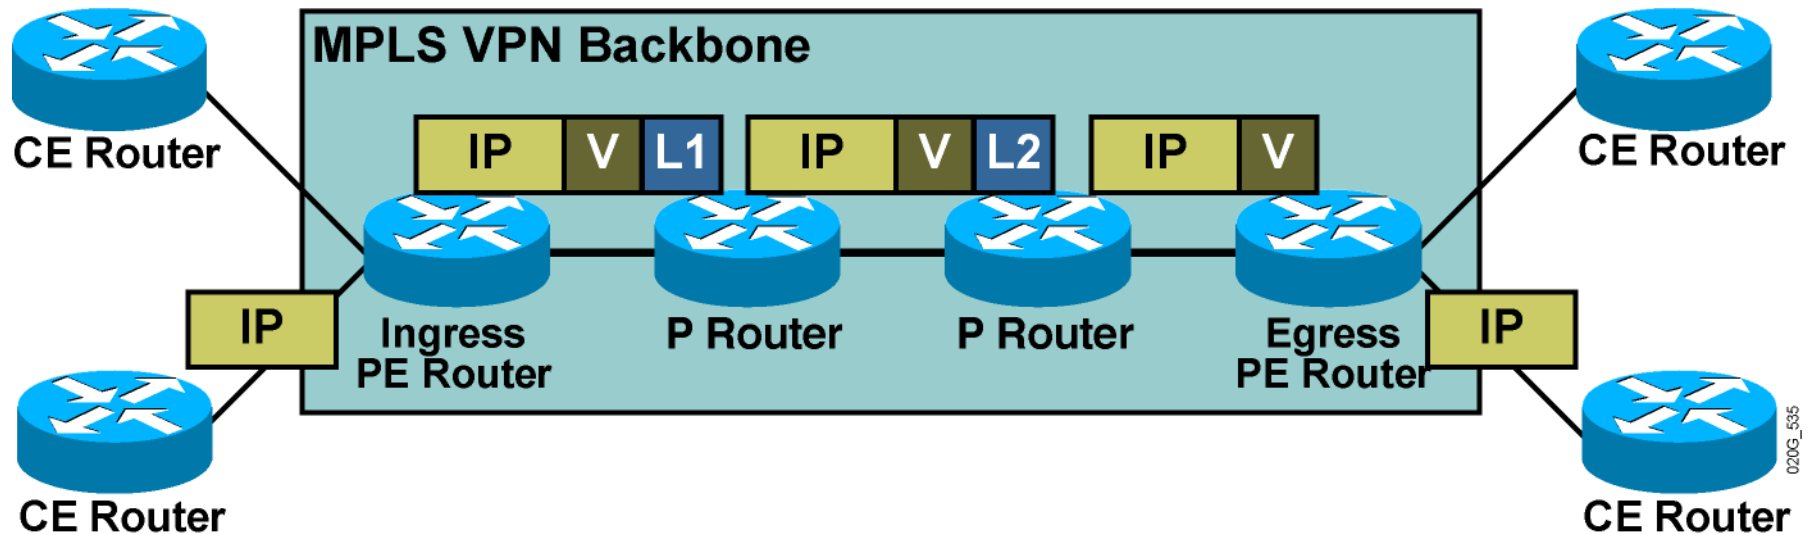 MPLS VPN Backbone
CE Router
CE Router
IP V L1
IP V L2
IP V
IP
Ingress
PE Router
P Router
P Router
Egress
PE Router
IP
CE Router
CE Router
020G_535